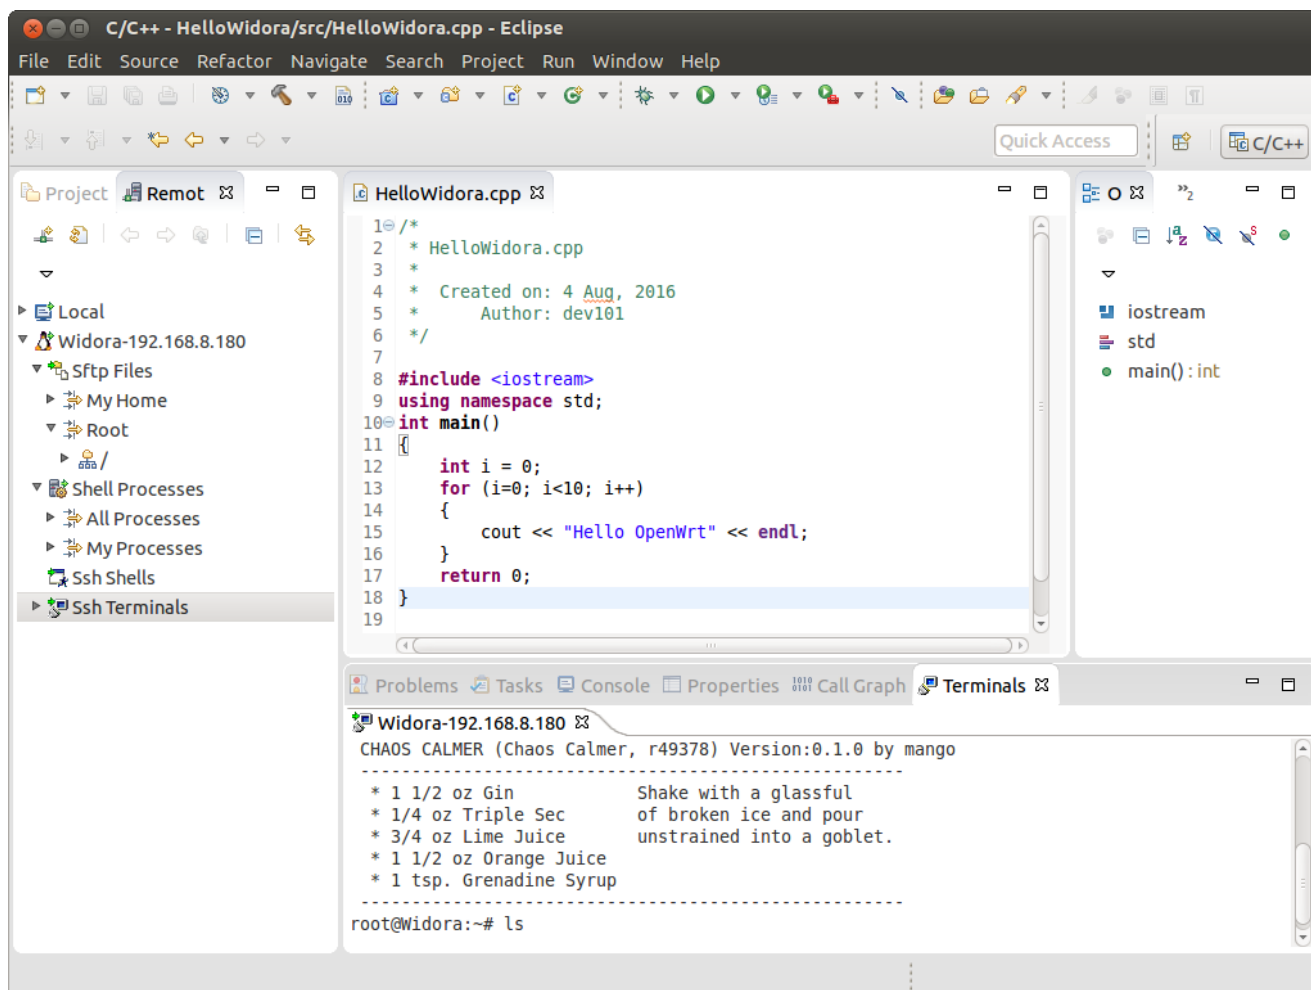 C/C++ - HelloWidora/src/HelloWidora.cpp - Eclipse
File Edit Source Refactor Navigate Search Project Run Window Help
Quick Access
C/C++
Project Remot
Local
Widora-192.168.8.180
Sftp Files
My Home
Root
/
Shell Processes
All Processes
My Processes
Ssh Shells
Ssh Terminals
HelloWidora.cpp
1 /*
2  * HelloWidora.cpp
3  *
4  *  Created on: 4 Aug, 2016
5  *      Author: dev101
6  */
7
8 #include <iostream>
9 using namespace std;
10 int main()
11 {
12     int i = 0;
13     for (i=0; i<10; i++)
14     {
15         cout << "Hello OpenWrt" << endl;
16     }
17     return 0;
18 }
19
O »2
iostream
std
main() : int
Problems Tasks Console Properties Call Graph Terminals
Widora-192.168.8.180
CHAOS CALMER (Chaos Calmer, r49378) Version:0.1.0 by mango
-----------------------------------------------------
* 1 1/2 oz Gin            Shake with a glassful
* 1/4 oz Triple Sec       of broken ice and pour
* 3/4 oz Lime Juice       unstrained into a goblet.
* 1 1/2 oz Orange Juice
* 1 tsp. Grenadine Syrup
-----------------------------------------------------
root@Widora:~# ls